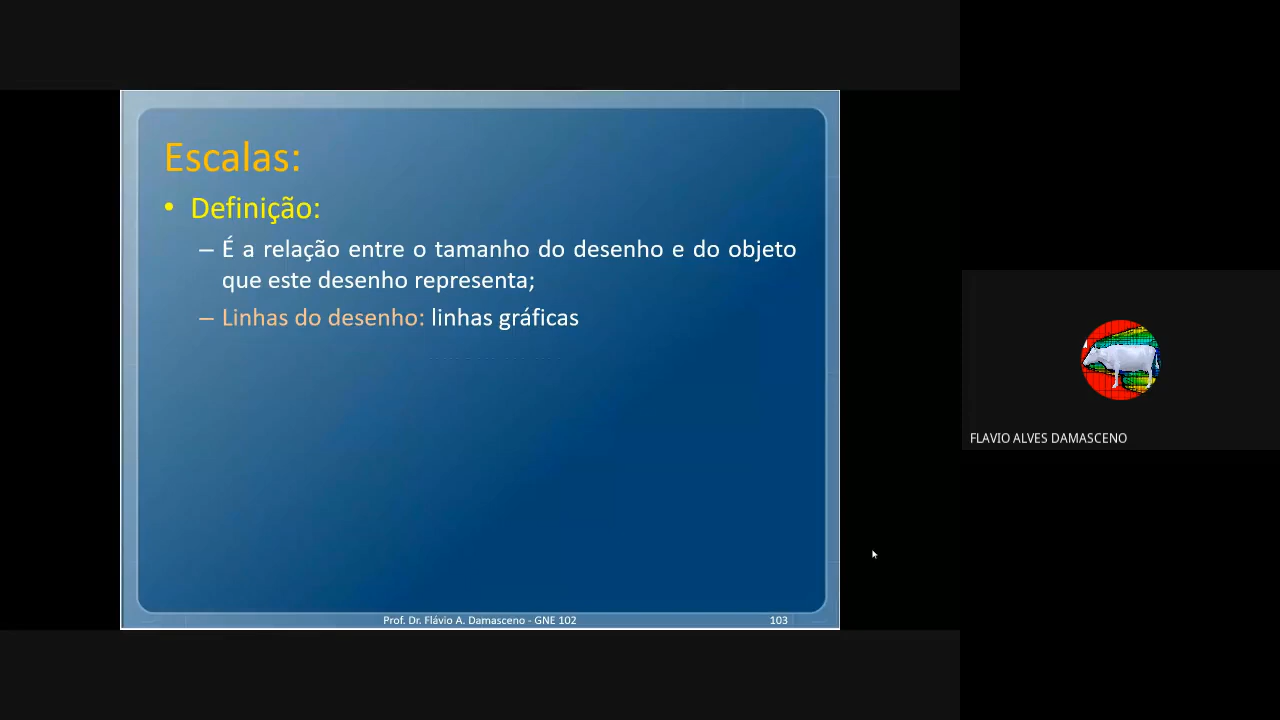 Escalas:
• Definição:
– É a relação entre o tamanho do desenho e do objeto
que este desenho representa;
– Linhas do desenho: linhas gráficas
Prof. Dr. Flávio A. Damasceno - GNE 102
103
FLAVIO ALVES DAMASCENO